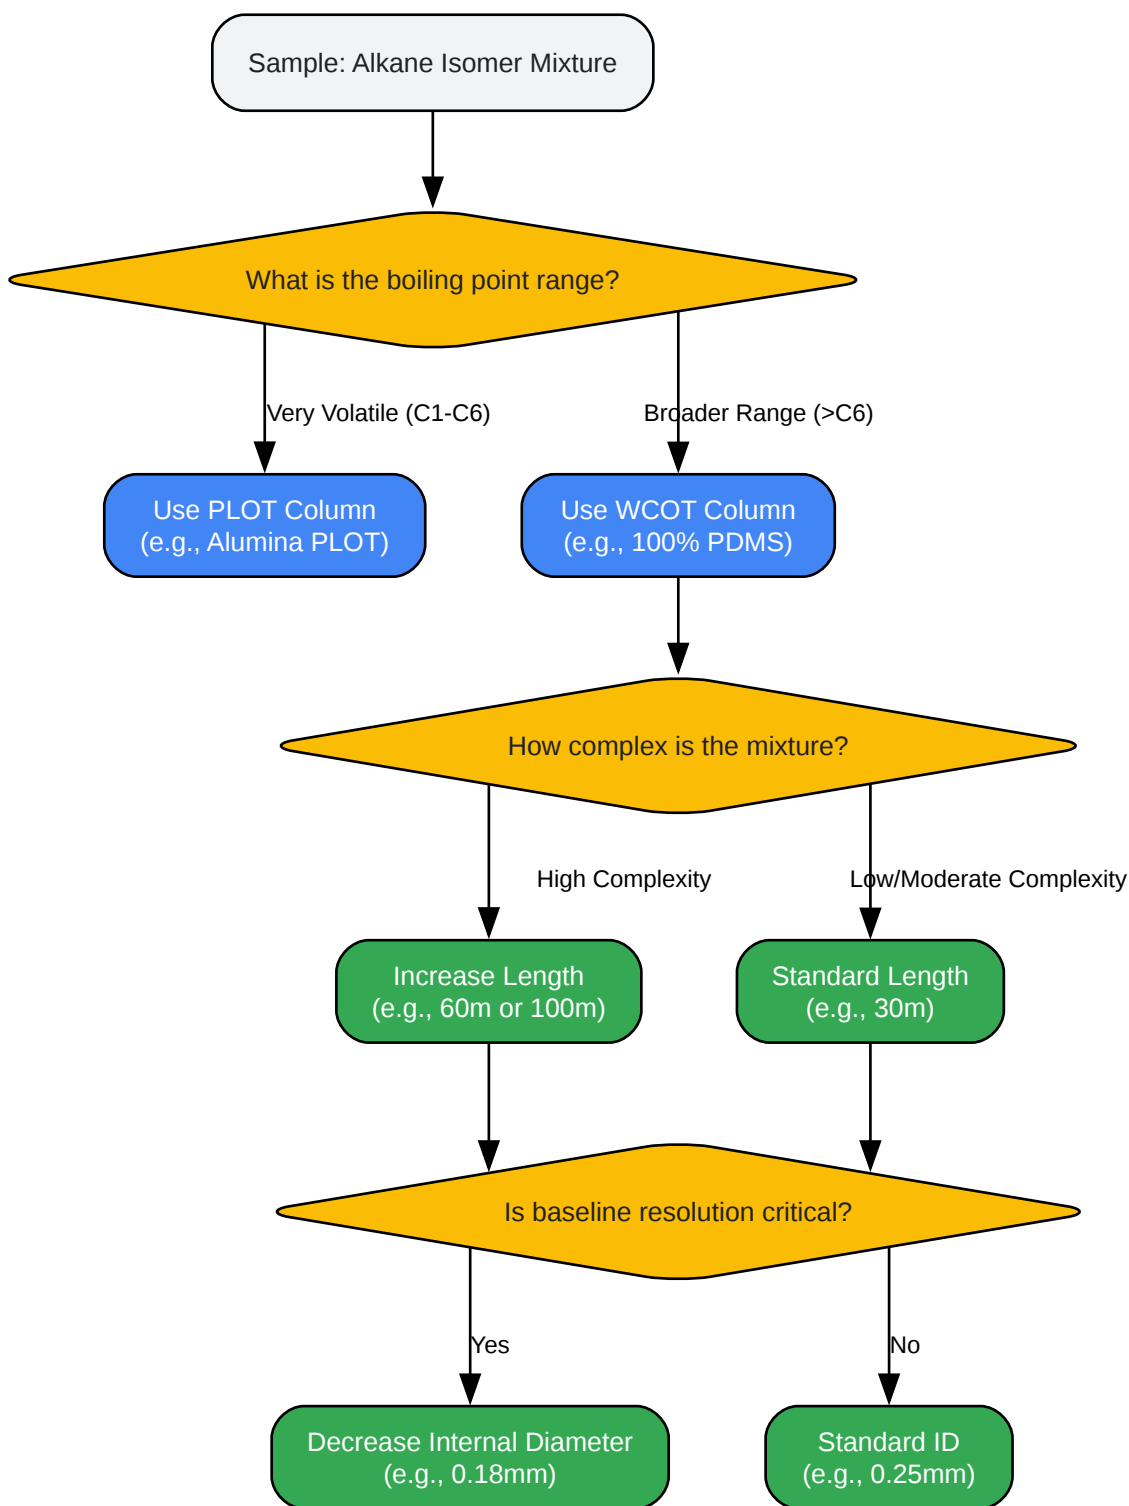 Sample: Alkane Isomer Mixture
What is the boiling point range?
Very Volatile (C1-C6)
Broader Range (>C6)
Use PLOT Column
(e.g., Alumina PLOT)
Use WCOT Column
(e.g., 100% PDMS)
How complex is the mixture?
High Complexity
Low/Moderate Complexity
Increase Length
(e.g., 60m or 100m)
Standard Length
(e.g., 30m)
Is baseline resolution critical?
Yes
No
Decrease Internal Diameter
(e.g., 0.18mm)
Standard ID
(e.g., 0.25mm)